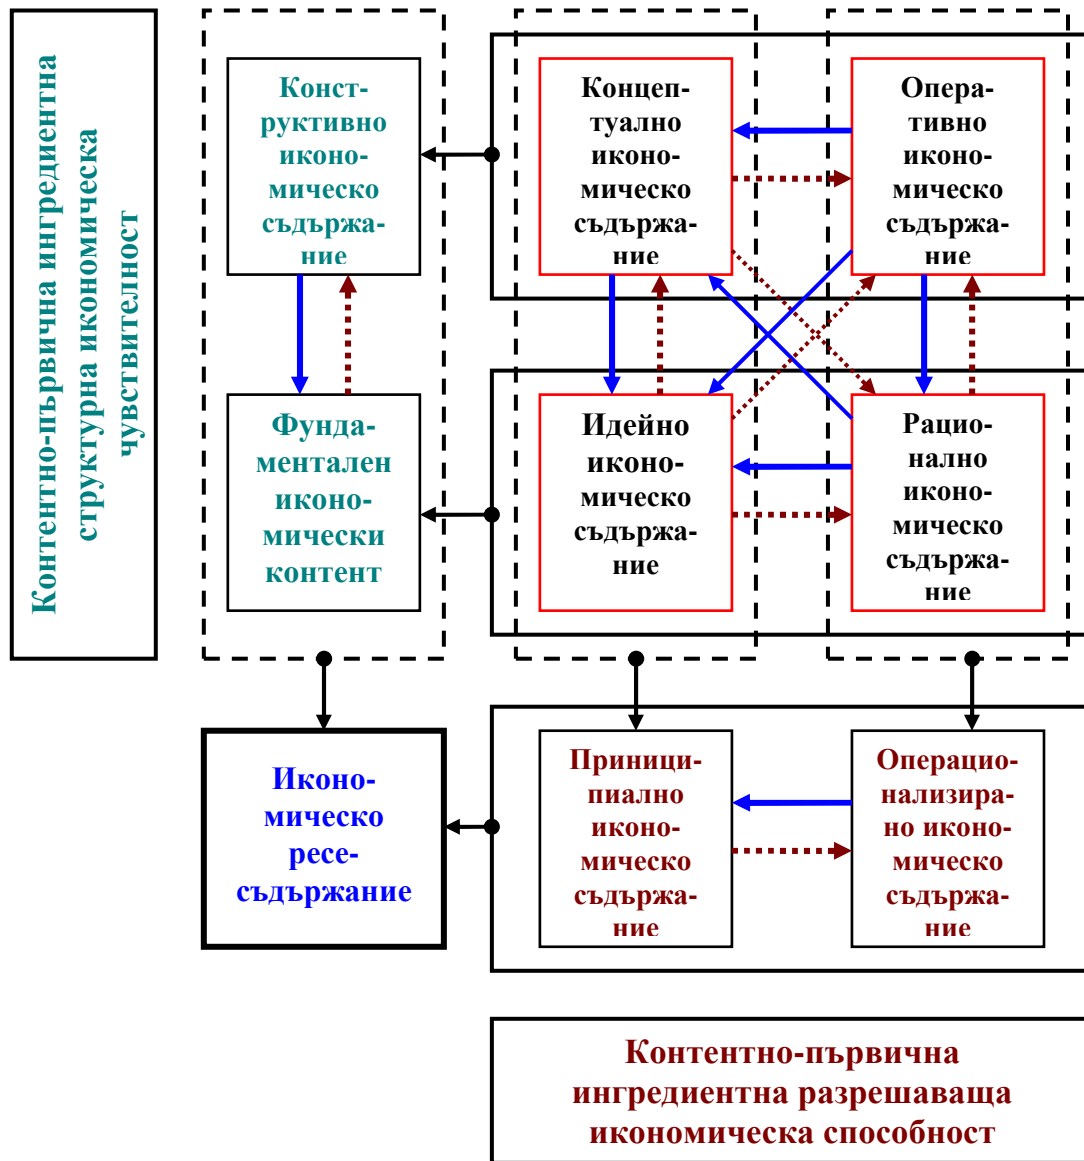 Контентно-първична ингредиентна
структурна икономическа
чувствителност
Конст-
руктивно
иконо-
мическо
съдържа-
ние
Концеп-
туално
иконо-
мическо
съдържа-
ние
Опера-
тивно
иконо-
мическо
съдържа-
ние
Фунда-
ментален
иконо-
мически
контент
Идейно
иконо-
мическо
съдържа-
ние
Рацио-
нално
иконо-
мическо
съдържа-
ние
Иконо-
мическо
ресе-
съдържание
Приници-
пиално
иконо-
мическо
съдържа-
ние
Операцио-
нализира-
но иконо-
мическо
съдържа-
ние
Контентно-първична
ингредиентна разрешаваща
икономическа способност